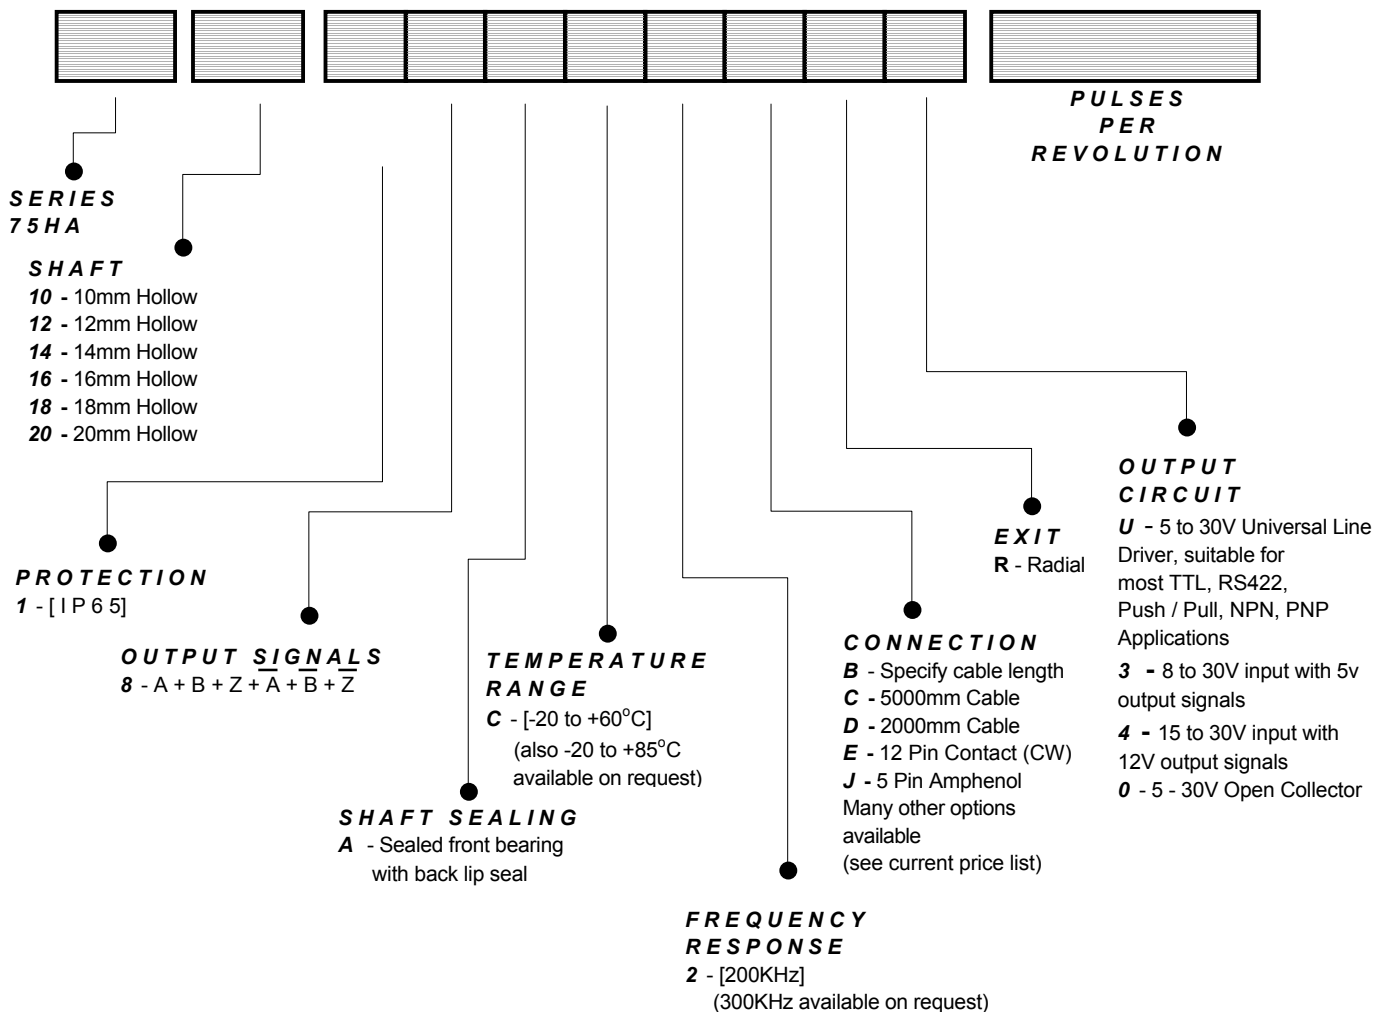 PULSES
PER
REVOLUTION
SERIES
75HA
SHAFT
10 - 10mm Hollow
12 - 12mm Hollow
14 - 14mm Hollow
16 - 16mm Hollow
18 - 18mm Hollow
20 - 20mm Hollow
PROTECTION
1 - [IP65]
OUTPUT SIGNALS
8 - A + B + Z + A̅ + B̅ + Z̅
SHAFT SEALING
A - Sealed front bearing
with back lip seal
TEMPERATURE
RANGE
C - [-20 to +60°C]
(also -20 to +85°C
available on request)
FREQUENCY
RESPONSE
2 - [200KHz]
(300KHz available on request)
CONNECTION
B - Specify cable length
C - 5000mm Cable
D - 2000mm Cable
E - 12 Pin Contact (CW)
J - 5 Pin Amphenol
Many other options
available
(see current price list)
EXIT
R - Radial
OUTPUT
CIRCUIT
U - 5 to 30V Universal Line
Driver, suitable for
most TTL, RS422,
Push / Pull, NPN, PNP
Applications
3 - 8 to 30V input with 5v
output signals
4 - 15 to 30V input with
12V output signals
0 - 5 - 30V Open Collector